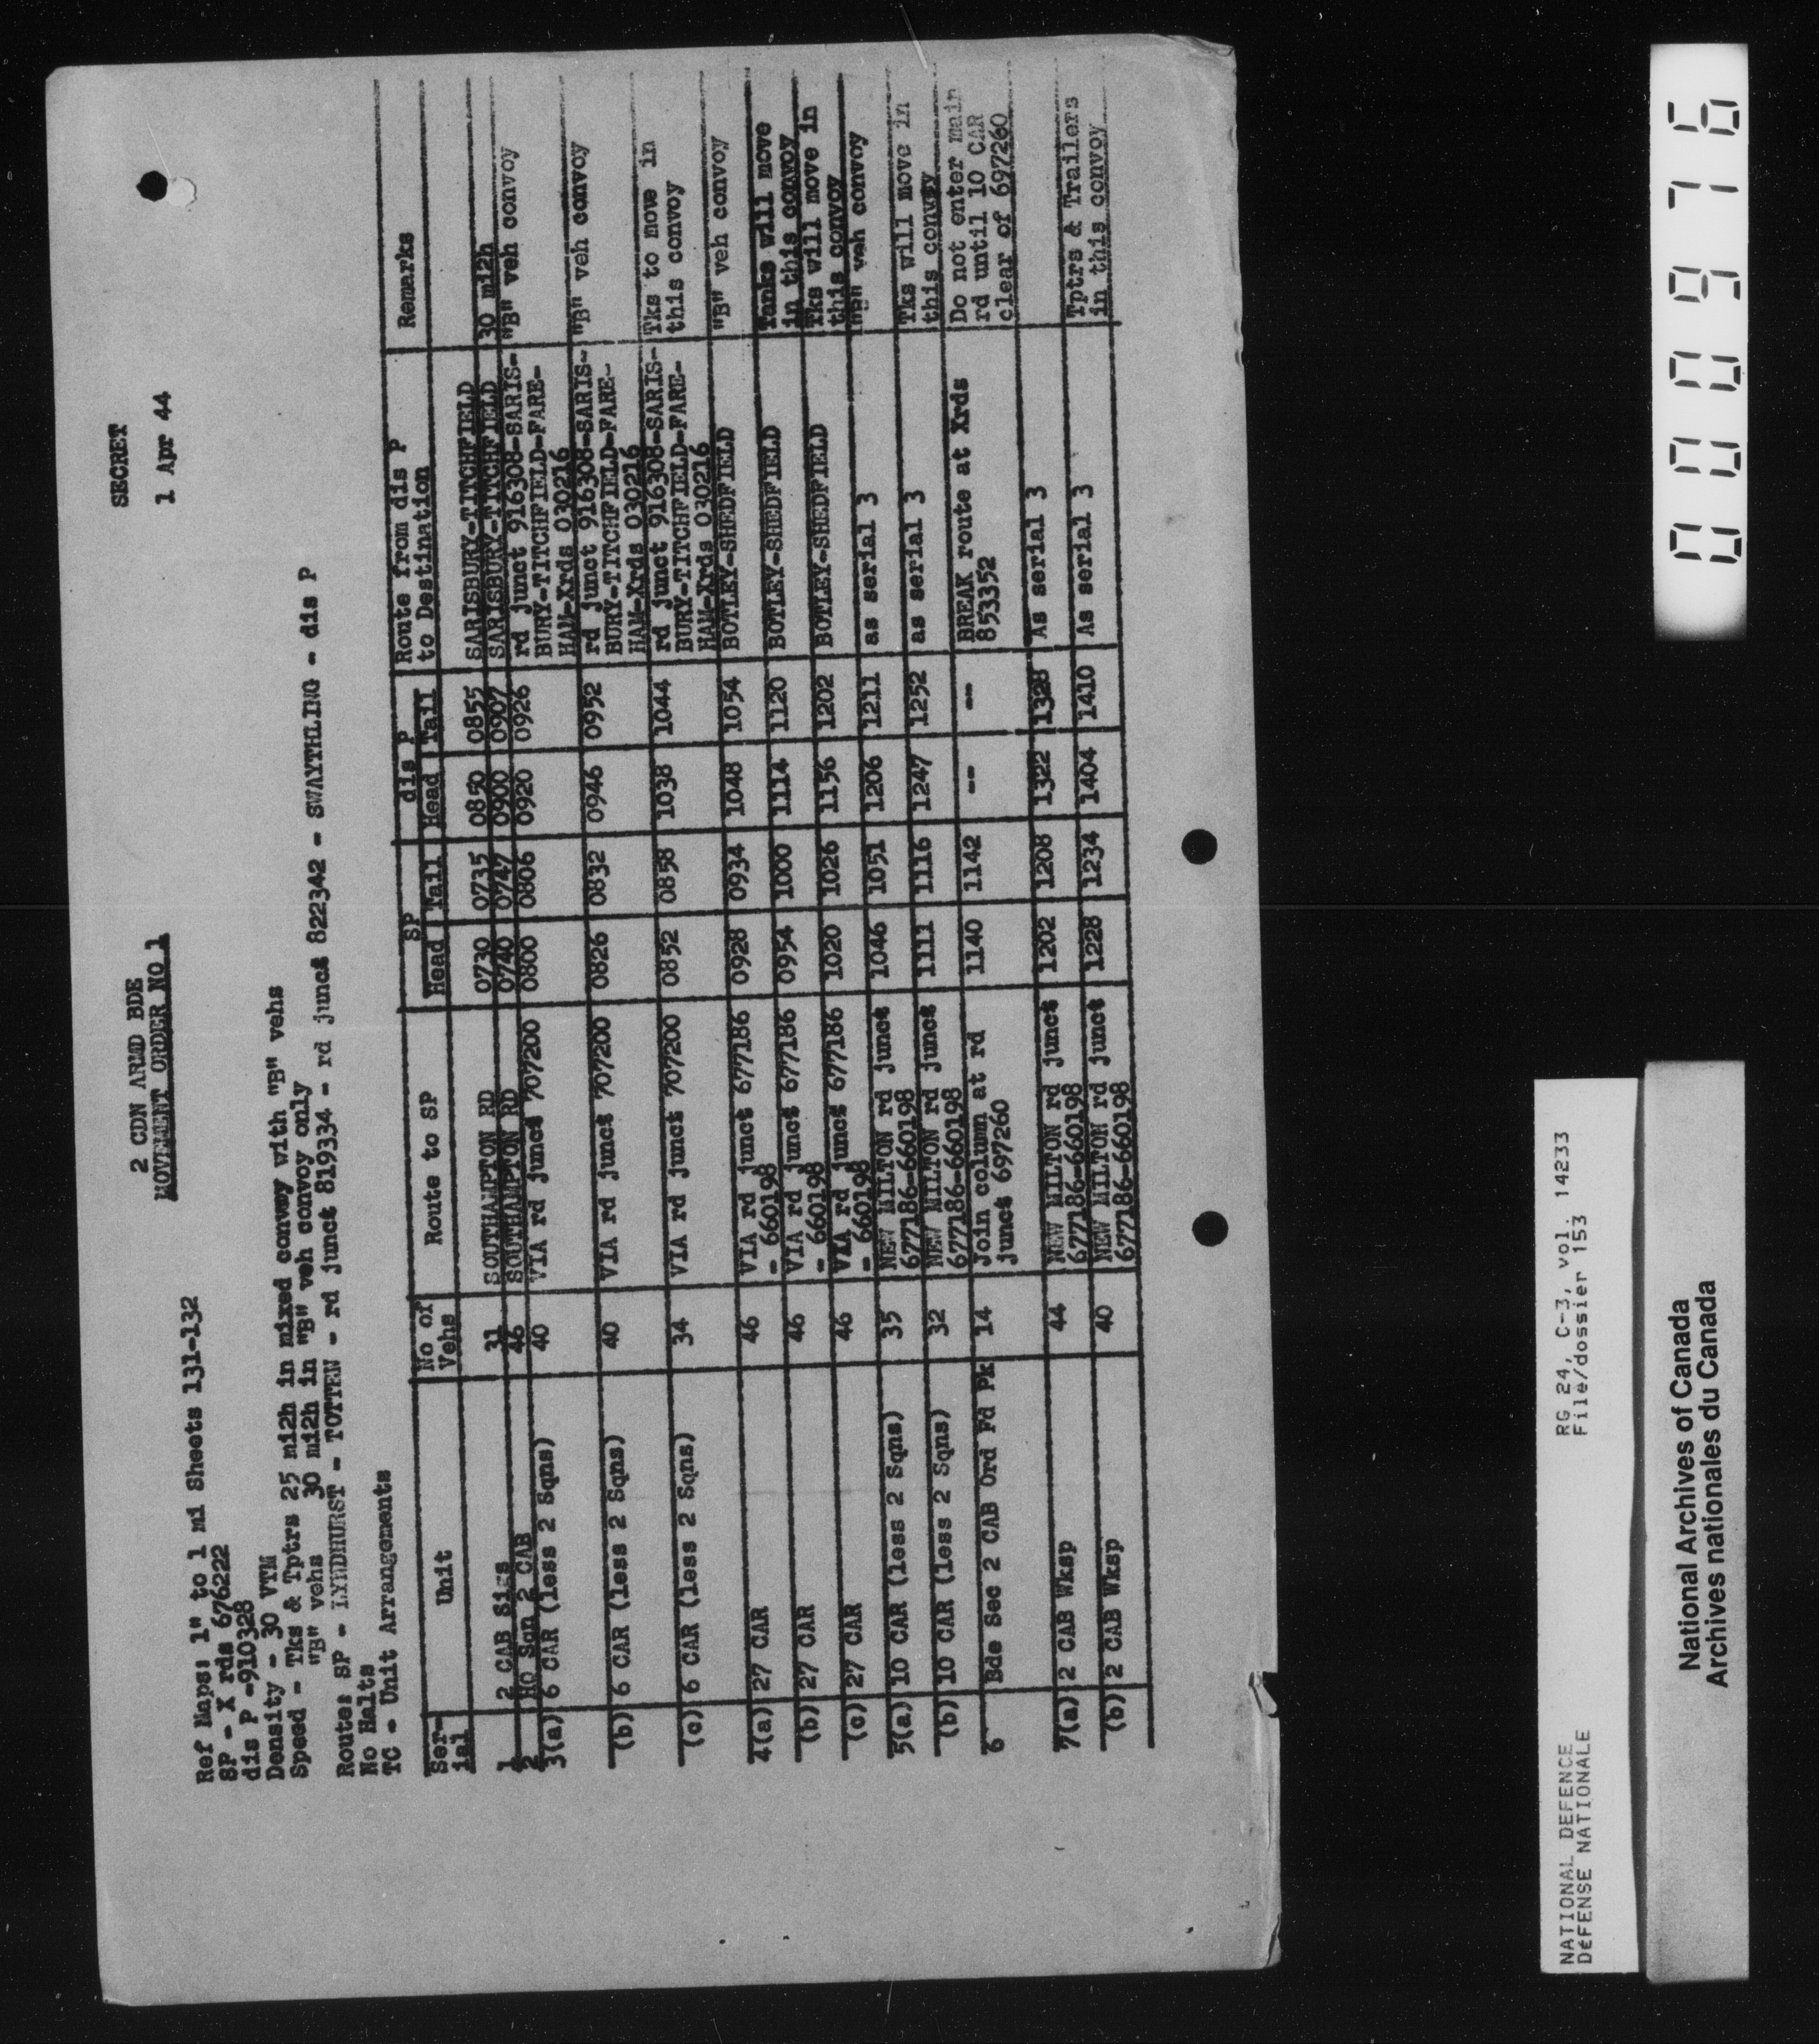 SECRET
2 CDN ARMD BDE
1 Apr 44
MOVEMENT ORDER NO 1
Ref Maps: 1" to 1 mi Sheets 131-132
SP - X rds 676222
dis P -910328
Density - 30 VTM
Speed - Tks & Tptrs 25 mi2h in mixed convoy with "B" vehs
"B" vehs 30 mi2h in "B" veh convoy only
Route: SP - LYNDHURST - TOTTEN - rd junct 819334 - rd junct 822342 - SWAYTHLING - dis P
No Halts
TC - Unit Arrangements
Ser-ial Unit No of Vehs Route to SP SP Head Tail dis P Head Tail Route from dis P to Destination Remarks
1 2 CAB Sigs 31 SOUTHAMPTON RD 0730 0735 0850 0855 SARISBURY-TITCHFIELD
2 HQ Sqn 2 CAB 46 SOUTHAMPTON RD 0740 0747 0900 0907 SARISBURY-TITCHFIELD 30 mi2h
3(a) 6 CAR (less 2 Sqns) 40 VIA rd junct 707200 0800 0806 0920 0926 rd junct 916308-SARIS- "B" veh convoy
BURY-TITCHFIELD-FARE-
HAM-Xrds 030216
(b) 6 CAR (less 2 Sqns) 40 VIA rd junct 707200 0826 0832 0946 0952 rd junct 916308-SARIS- "B" veh convoy
BURY-TITCHFIELD-FARE-
HAM-Xrds 030216
(c) 6 CAR (less 2 Sqns) 34 VIA rd junct 707200 0852 0858 1038 1044 rd junct 916308-SARIS- Tks to move in
BURY-TITCHFIELD-FARE- this convoy
HAM-Xrds 030216
4(a) 27 CAR 46 VIA rd junct 677186 0928 0934 1048 1054 BOTLEY-SHEDFIELD "B" veh convoy
- 660198
(b) 27 CAR 46 VIA rd junct 677186 0954 1000 1114 1120 BOTLEY-SHEDFIELD Tanks will move
- 660198 in this convoy
(c) 27 CAR 46 VIA rd junct 677186 1020 1026 1156 1202 BOTLEY-SHEDFIELD Tks will move in
- 660198 this convoy
5(a) 10 CAR (less 2 Sqns) 35 NEW MILTON rd junct 1046 1051 1206 1211 as serial 3 "B" veh convoy
677186-660198
(b) 10 CAR (less 2 Sqns) 32 NEW MILTON rd junct 1111 1116 1247 1252 as serial 3 Tks will move in
677186-660198 this convoy
6 Bde Sec 2 CAB Ord Fd Pk 14 Join column at rd 1140 1142 -- -- BREAK route at Xrds Do not enter main
junct 697260 853352 rd until 10 CAR
clear of 697260
7(a) 2 CAB Wksp 44 NEW MILTON rd junct 1202 1208 1322 1328 As serial 3
677186-660198
(b) 2 CAB Wksp 40 NEW MILTON rd junct 1228 1234 1404 1410 As serial 3 Tptrs & Trailers
677186-660198 in this convoy
NATIONAL DEFENCE RG 24, C-3, vol. 14233
DéFENSE NATIONALE File/dossier 153
National Archives of Canada
Archives nationales du Canada
0000976